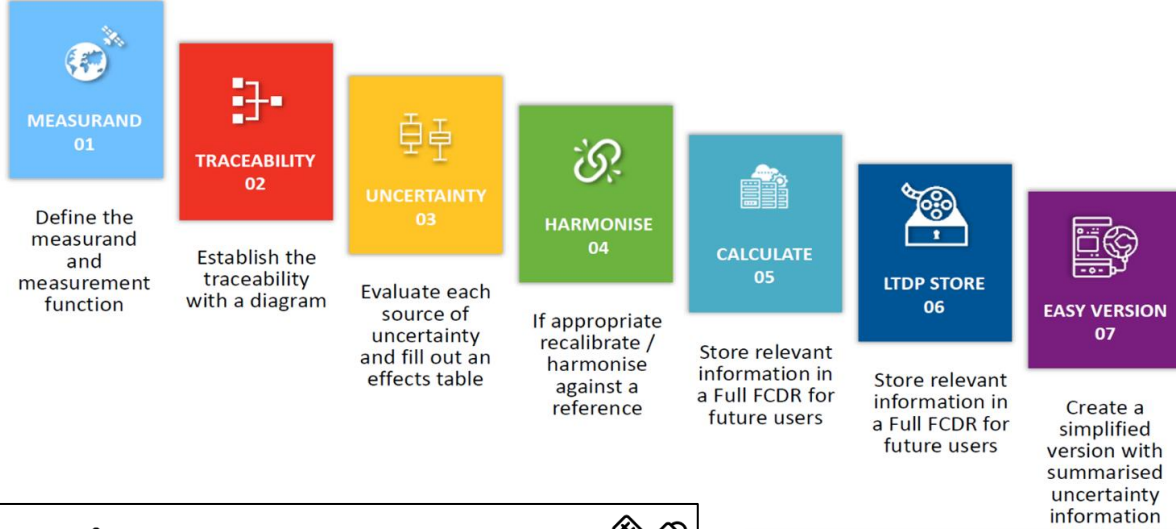 MEASURAND
01
Define the
measurand
and
measurement
function
TRACEABILITY
02
Establish the
traceability
with a diagram
UNCERTAINTY
03
Evaluate each
source of
uncertainty
and fill out an
effects table
HARMONISE
04
If appropriate
recalibrate /
harmonise
against a
reference
CALCULATE
05
Store relevant
information in
a Full FCDR for
future users
LTDP STORE
06
Store relevant
information in
a Full FCDR for
future users
EASY VERSION
07
Create a
simplified
version with
summarised
uncertainty
information